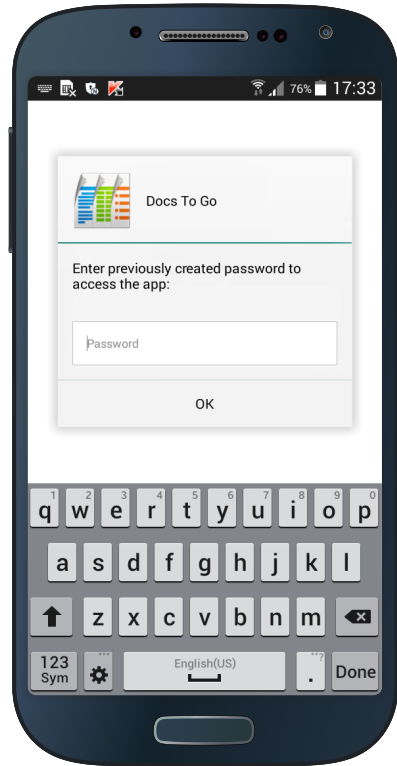 76% 17:33
Docs To Go
Enter previously created password to
access the app:
Password
OK
1 2 3 4 5 6 7 8 9 0
q w e r t y u i o p
a s d f g h j k l
z x c v b n m
123
Sym
English(US)
...?
.
Done